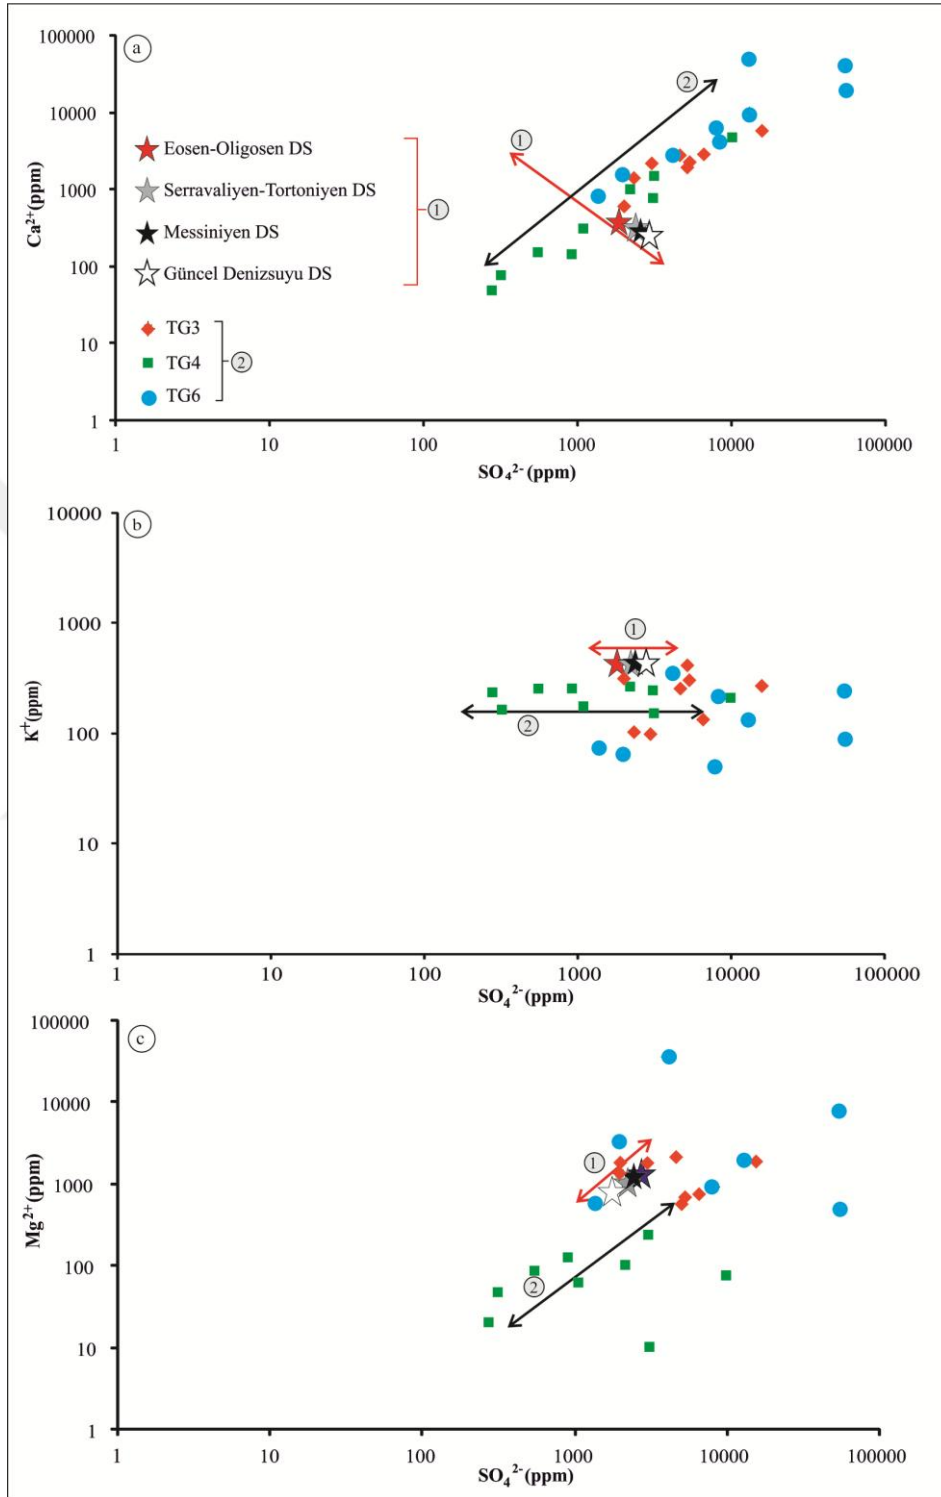 a
100000
10000
1000
100
10
1
Ca²⁺(ppm)
2
1
Eosen-Oligosen DS
Serravaliyen-Tortoniyen DS
1
Messiniyen DS
Güncel Denizsuyu DS
TG3
TG4
2
TG6
1 10 100 1000 10000 100000
SO₄²⁻(ppm)
b
10000
1000
100
10
1
K⁺(ppm)
1
2
1 10 100 1000 10000 100000
SO₄²⁻(ppm)
c
100000
10000
1000
100
10
1
Mg²⁺(ppm)
1
2
1 10 100 1000 10000 100000
SO₄²⁻(ppm)